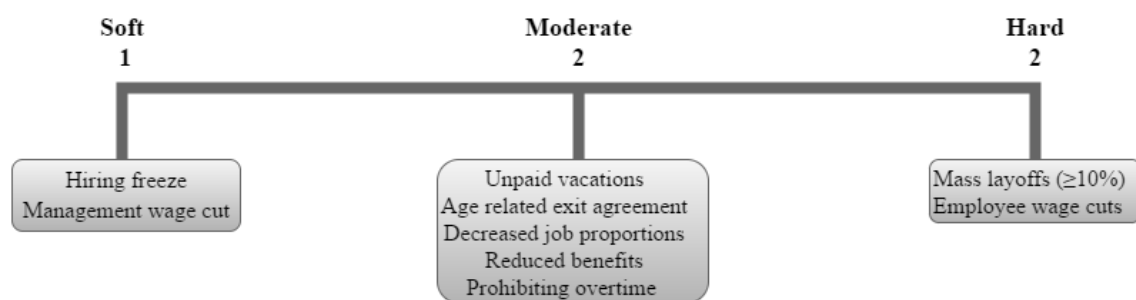 Soft
1
Moderate
2
Hard
2
Hiring freeze
Management wage cut
Unpaid vacations
Age related exit agreement
Decreased job proportions
Reduced benefits
Prohibiting overtime
Mass layoffs (≥10%)
Employee wage cuts